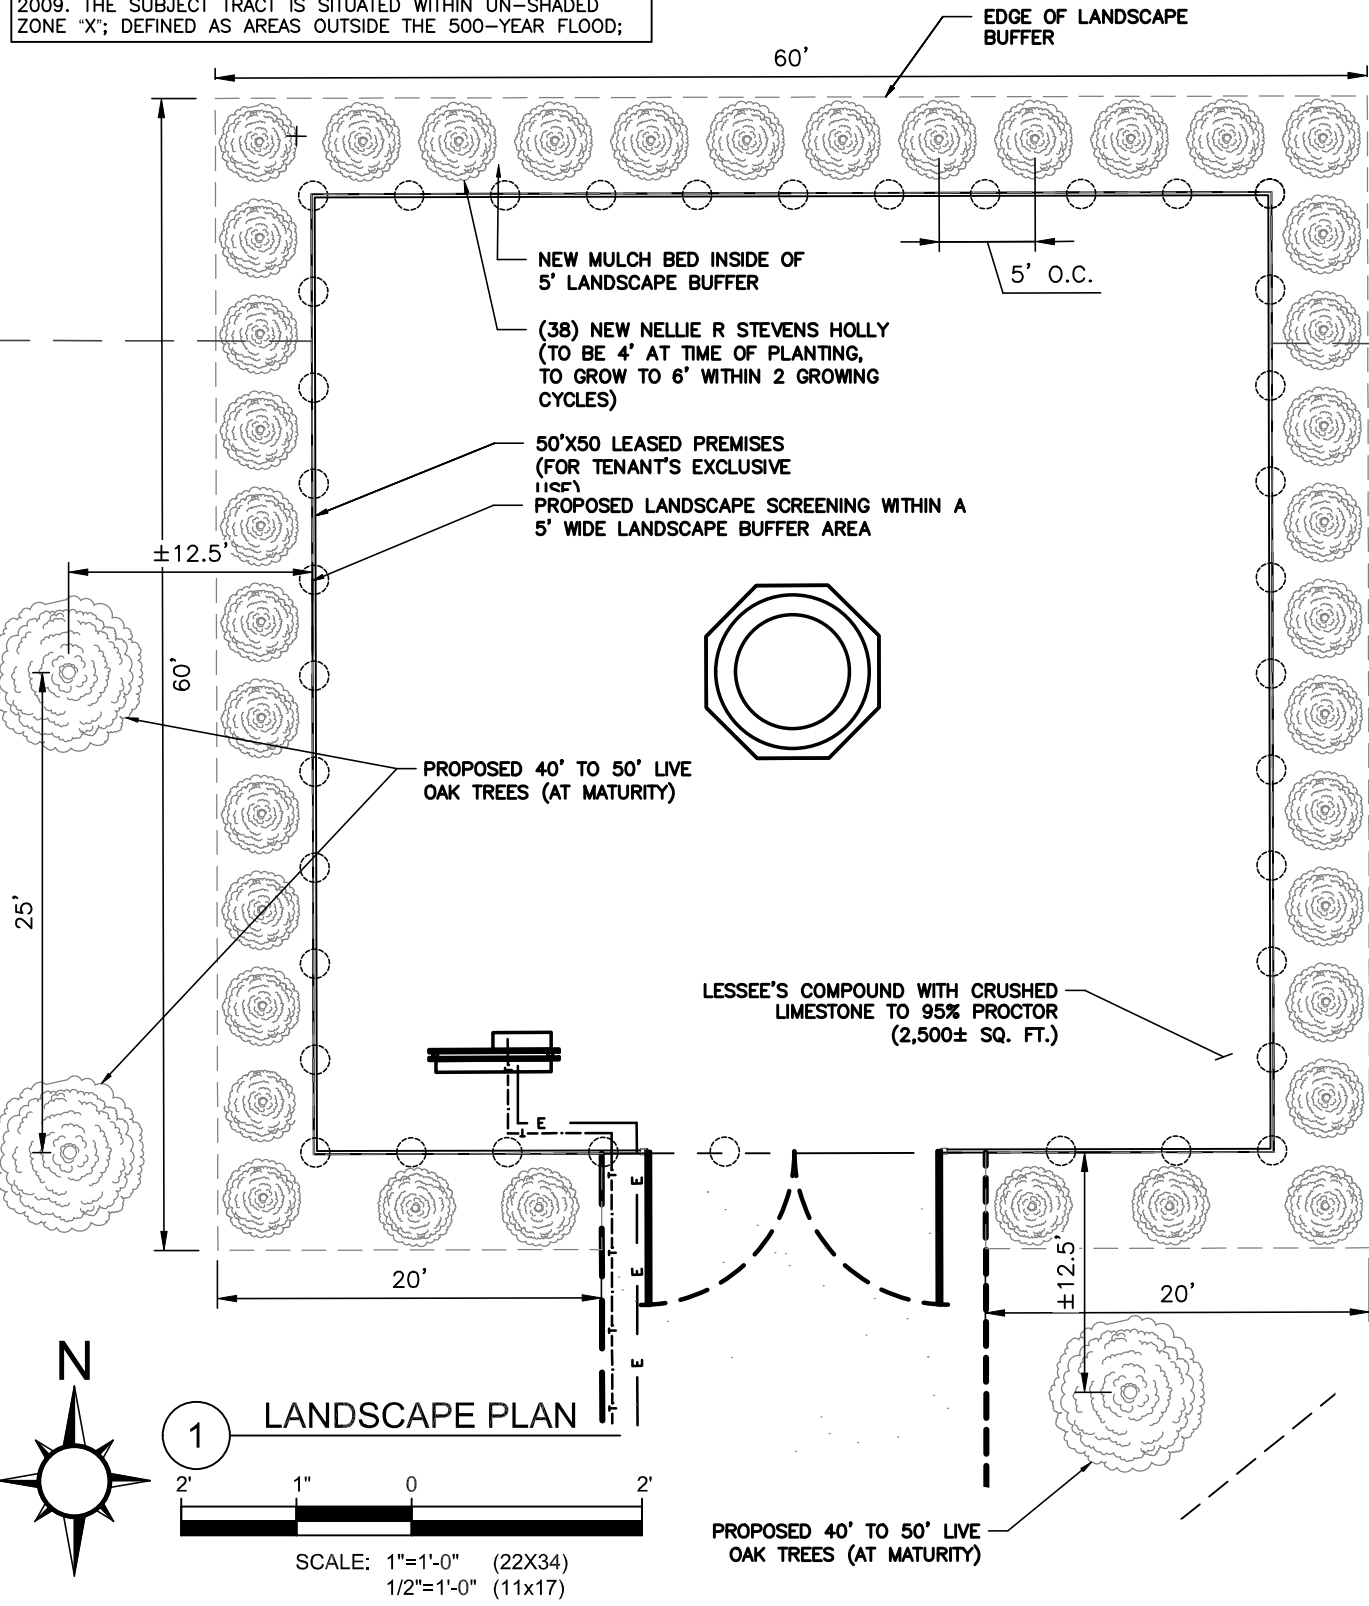 2009. THE SUBJECT TRACT IS SITUATED WITHIN UN-SHADED
ZONE "X"; DEFINED AS AREAS OUTSIDE THE 500-YEAR FLOOD;
EDGE OF LANDSCAPE
BUFFER
60'
NEW MULCH BED INSIDE OF
5' LANDSCAPE BUFFER
5' O.C.
(38) NEW NELLIE R STEVENS HOLLY
(TO BE 4' AT TIME OF PLANTING,
TO GROW TO 6' WITHIN 2 GROWING
CYCLES)
50'X50 LEASED PREMISES
(FOR TENANT'S EXCLUSIVE
USE)
PROPOSED LANDSCAPE SCREENING WITHIN A
5' WIDE LANDSCAPE BUFFER AREA
±12.5'
60'
PROPOSED 40' TO 50' LIVE
OAK TREES (AT MATURITY)
25'
LESSEE'S COMPOUND WITH CRUSHED
LIMESTONE TO 95% PROCTOR
(2,500± SQ. FT.)
E
T
E
E
E
T
T
T
T
20'
±12.5'
20'
N
1
LANDSCAPE PLAN
2' 1" 0 2'
SCALE: 1"=1'-0" (22X34)
1/2"=1'-0" (11x17)
PROPOSED 40' TO 50' LIVE
OAK TREES (AT MATURITY)